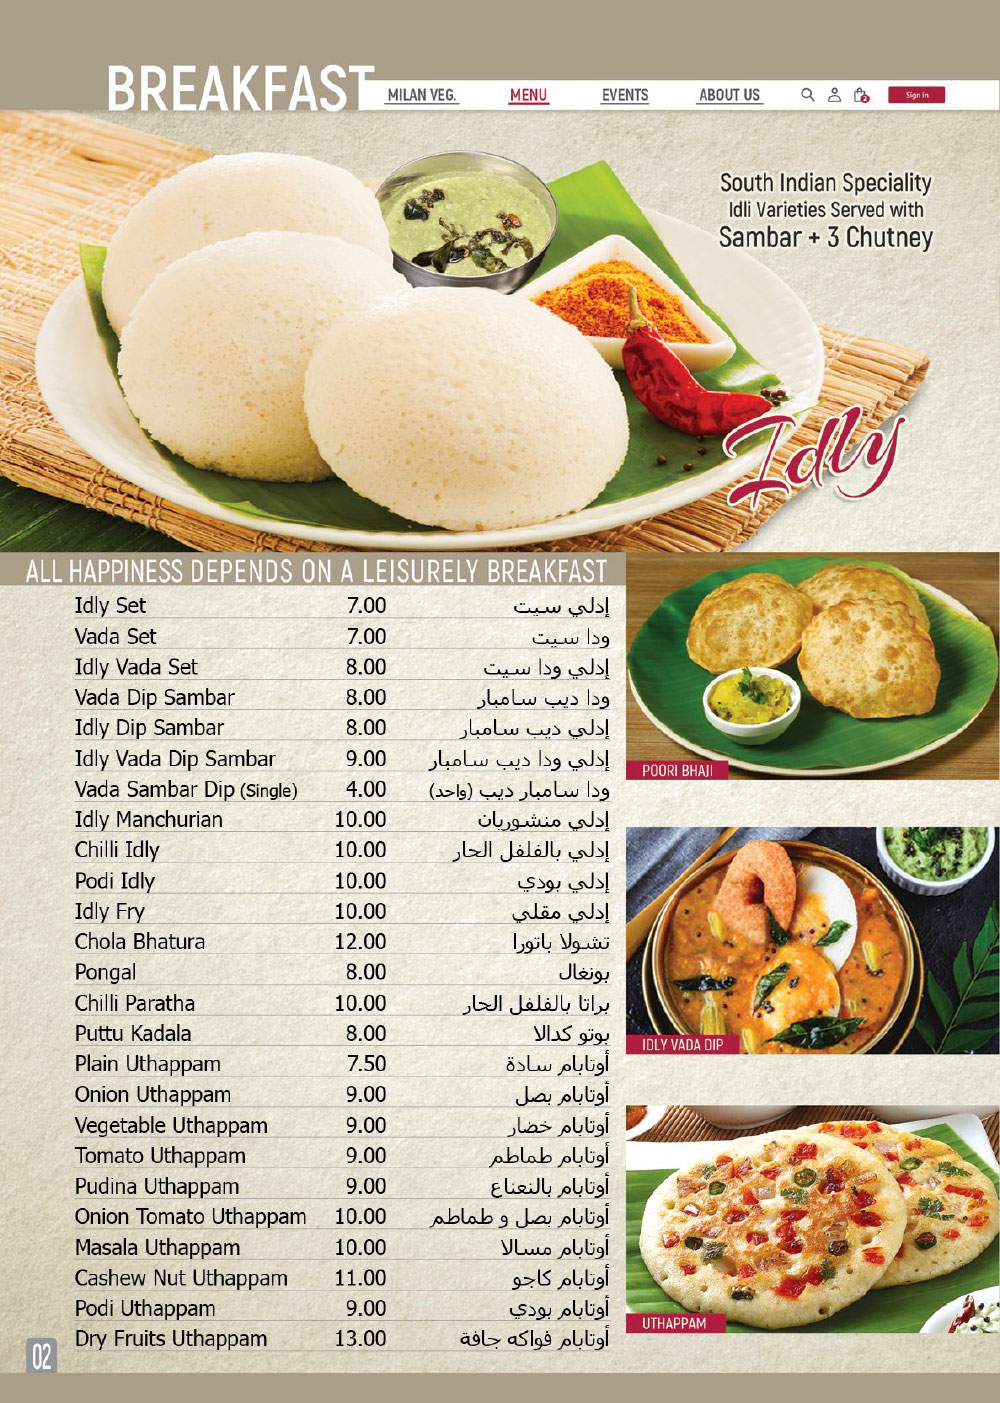 BREAKFAST
MILAN VEG. MENU EVENTS ABOUT US 2 Sign In
South Indian Speciality
Idli Varieties Served with
Sambar + 3 Chutney
Idly
ALL HAPPINESS DEPENDS ON A LEISURELY BREAKFAST
Idly Set 7.00 إدلي سيت
Vada Set 7.00 ودا سيت
Idly Vada Set 8.00 إدلي ودا سيت
Vada Dip Sambar 8.00 ودا ديب سامبار
Idly Dip Sambar 8.00 إدلي ديب سامبار
Idly Vada Dip Sambar 9.00 إدلي ودا ديب سامبار
Vada Sambar Dip (Single) 4.00 ودا سامبار ديب (واحد)
Idly Manchurian 10.00 إدلي منشوريان
Chilli Idly 10.00 إدلي بالفلفل الحار
Podi Idly 10.00 إدلي بودي
Idly Fry 10.00 إدلي مقلي
Chola Bhatura 12.00 تشولا باتورا
Pongal 8.00 بونغال
Chilli Paratha 10.00 براتا بالفلفل الحار
Puttu Kadala 8.00 بوتو كدالا
Plain Uthappam 7.50 أوتابام سادة
Onion Uthappam 9.00 أوتابام بصل
Vegetable Uthappam 9.00 أوتابام خضار
Tomato Uthappam 9.00 أوتابام طماطم
Pudina Uthappam 9.00 أوتابام بالنعناع
Onion Tomato Uthappam 10.00 أوتابام بصل و طماطم
Masala Uthappam 10.00 أوتابام مسالا
Cashew Nut Uthappam 11.00 أوتابام كاجو
Podi Uthappam 9.00 أوتابام بودي
Dry Fruits Uthappam 13.00 أوتابام فواكه جافة
POORI BHAJI
IDLY VADA DIP
UTHAPPAM
02